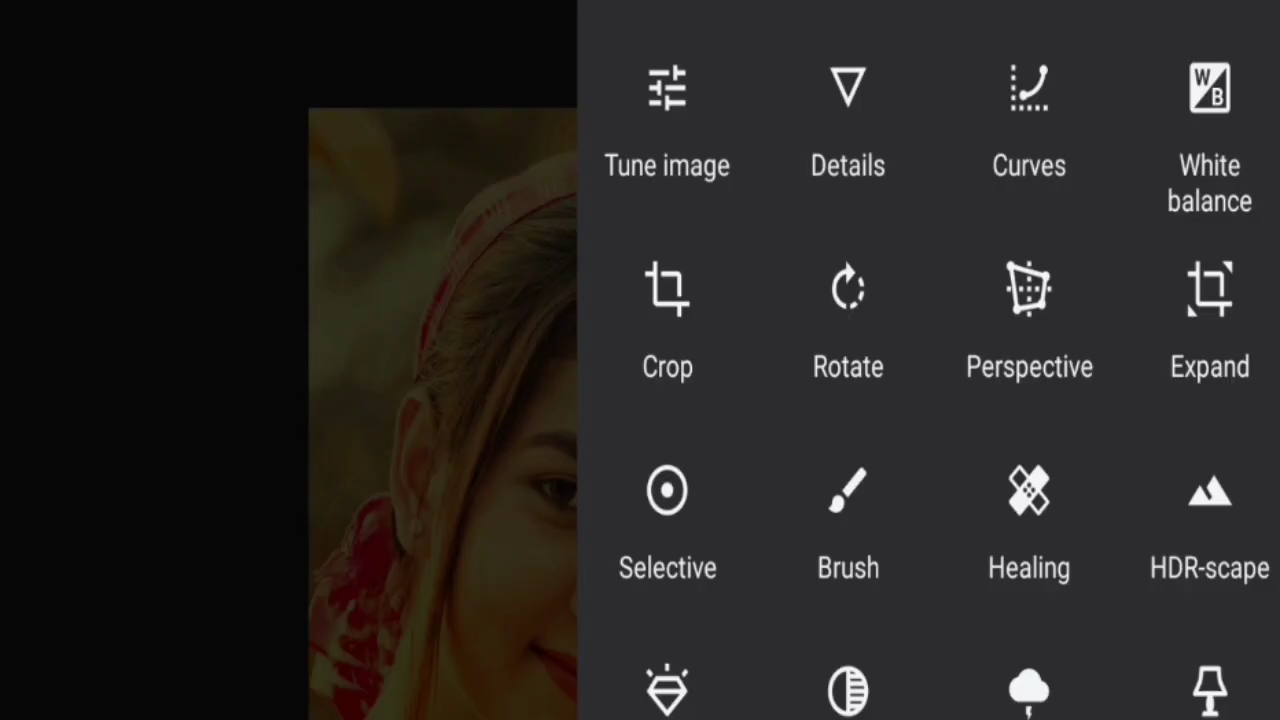 Tune image
Details
Curves
White
balance
Crop
Rotate
Perspective
Expand
Selective
Brush
Healing
HDR-scape